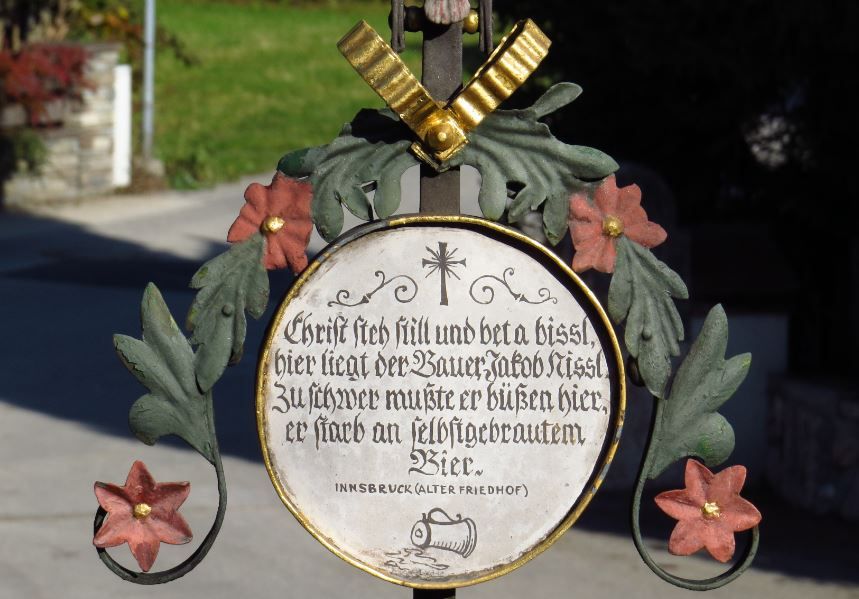 Christ steh still und bet a bissl,
hier liegt der Bauer Jakob Nissl.
Zu schwer mußte er büßen hier,
er starb an selbstgebrautem
Bier.
INNSBRUCK (ALTER FRIEDHOF)